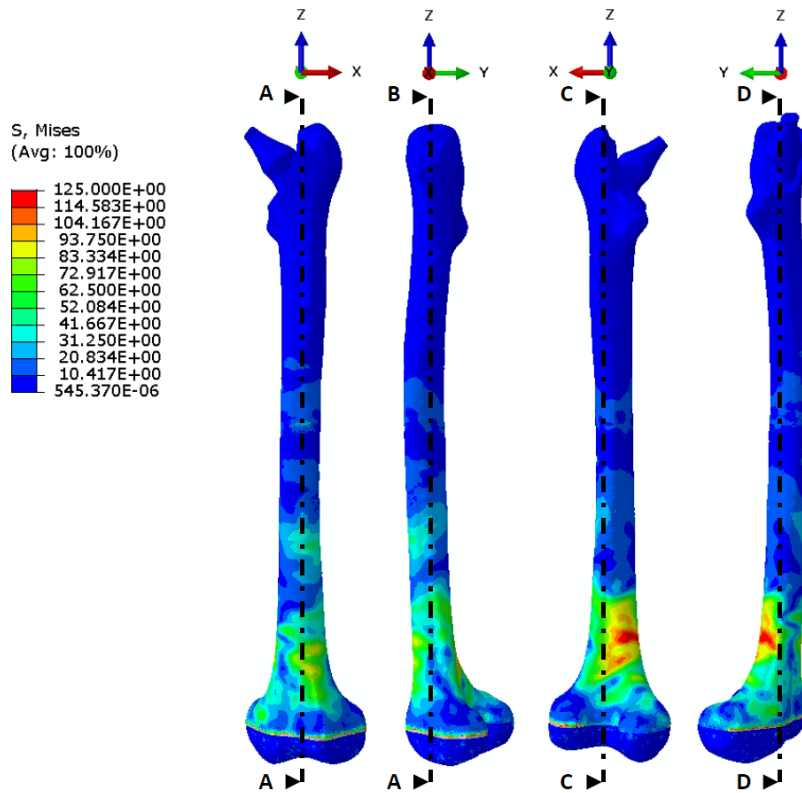 Z Z Z Z
X Y X Y Y
A B C D
S, Mises
(Avg: 100%)
125.000E+00
114.583E+00
104.167E+00
93.750E+00
83.334E+00
72.917E+00
62.500E+00
52.084E+00
41.667E+00
31.250E+00
20.834E+00
10.417E+00
545.370E-06
A A C D